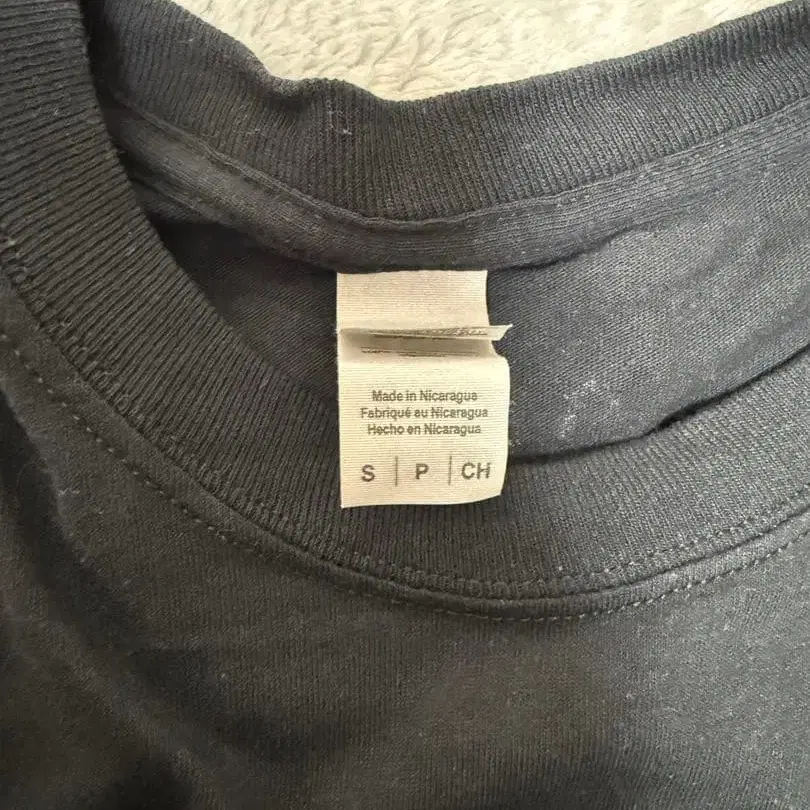 Made in Nicaragua
Fabriqué au Nicaragua
Hecho en Nicaragua
S | P | CH